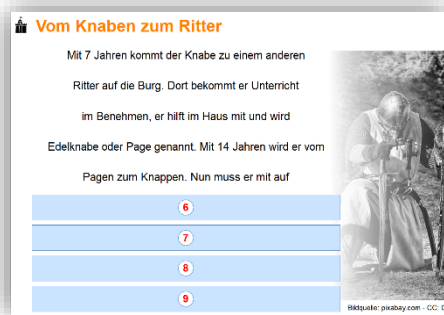 Vom Knaben zum Ritter
Mit 7 Jahren kommt der Knabe zu einem anderen
Ritter auf die Burg. Dort bekommt er Unterricht
im Benehmen, er hilft im Haus mit und wird
Edelknabe oder Page genannt. Mit 14 Jahren wird er vom
Pagen zum Knappen. Nun muss er mit auf
6
7
8
9
Bildquelle: pixabay.com - CC: